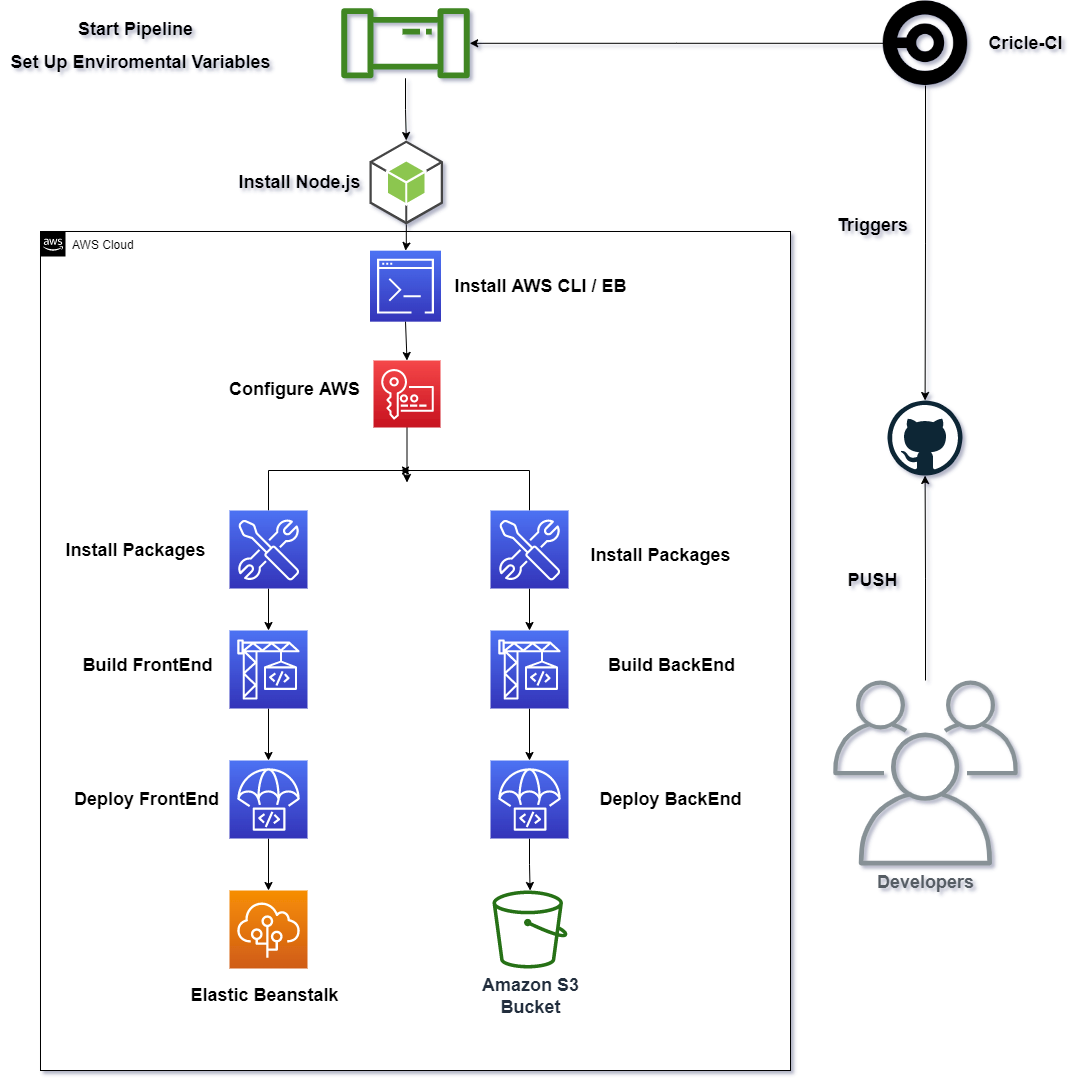 Start Pipeline
Set Up Enviromental Variables
Cricle-CI
Install Node.js
Triggers
aws
AWS Cloud
Install AWS CLI / EB
Configure AWS
Install Packages
Install Packages
PUSH
Build FrontEnd
Build BackEnd
Deploy FrontEnd
Deploy BackEnd
Developers
Elastic Beanstalk
Amazon S3
Bucket